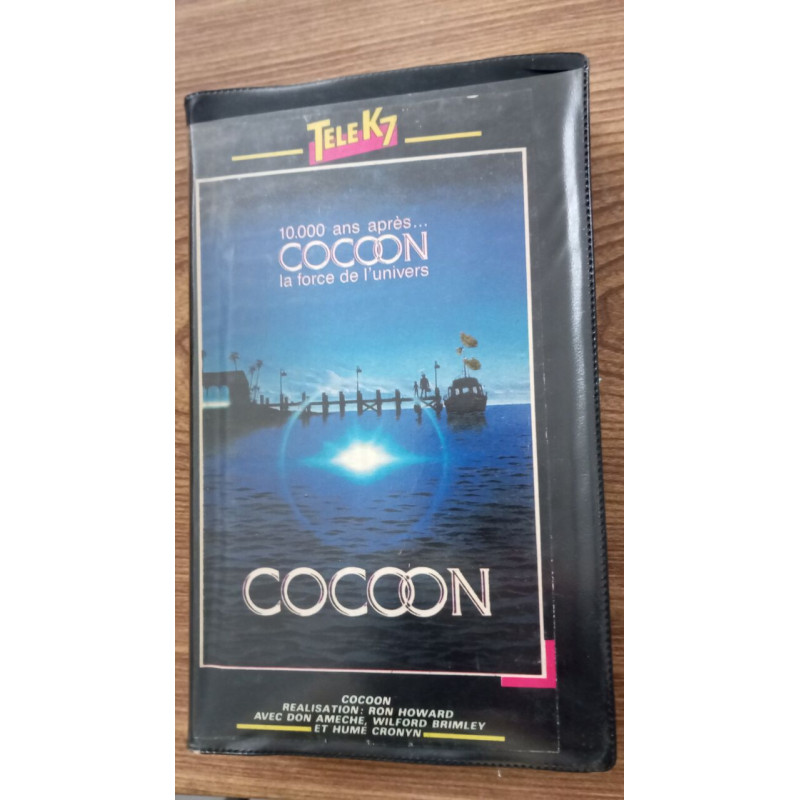 TELE K7
10.000 ans après...
COCOON
la force de l'univers
COCOON
COCOON
REALISATION: RON HOWARD
AVEC DON AMECHE, WILFORD BRIMLEY
ET HUME CRONYN